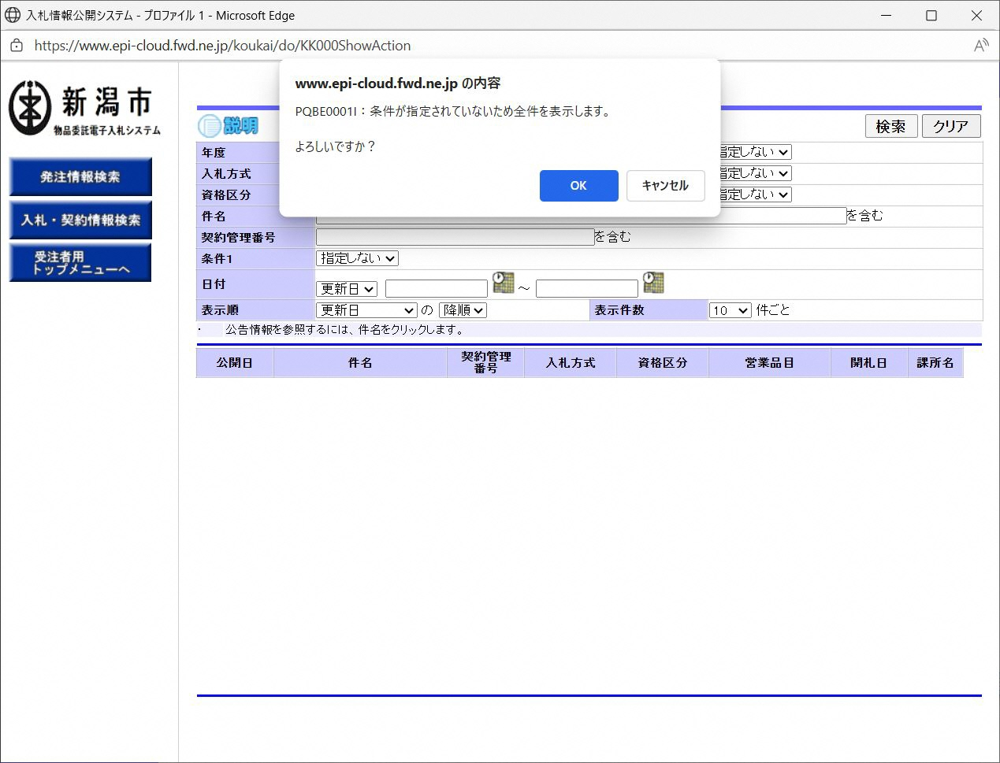 入札情報公開システム - プロファイル 1 - Microsoft Edge
https://www.epi-cloud.fwd.ne.jp/koukai/do/KK000ShowAction
www.epi-cloud.fwd.ne.jp の内容
PQBE0001I：条件が指定されていないため全件を表示します。
よろしいですか？
OK キャンセル
新潟市
物品委託電子入札システム
発注情報検索
入札・契約情報検索
受注者用
トップメニューへ
説明 検索 クリア
年度 指定しない
入札方式 指定しない
資格区分 指定しない
件名 を含む
契約管理番号 を含む
条件1 指定しない
日付 更新日 ～
表示順 更新日 の 降順 表示件数 10 件ごと
・ 公告情報を参照するには、件名をクリックします。
公開日 件名 契約管理番号 入札方式 資格区分 営業品目 開札日 課所名